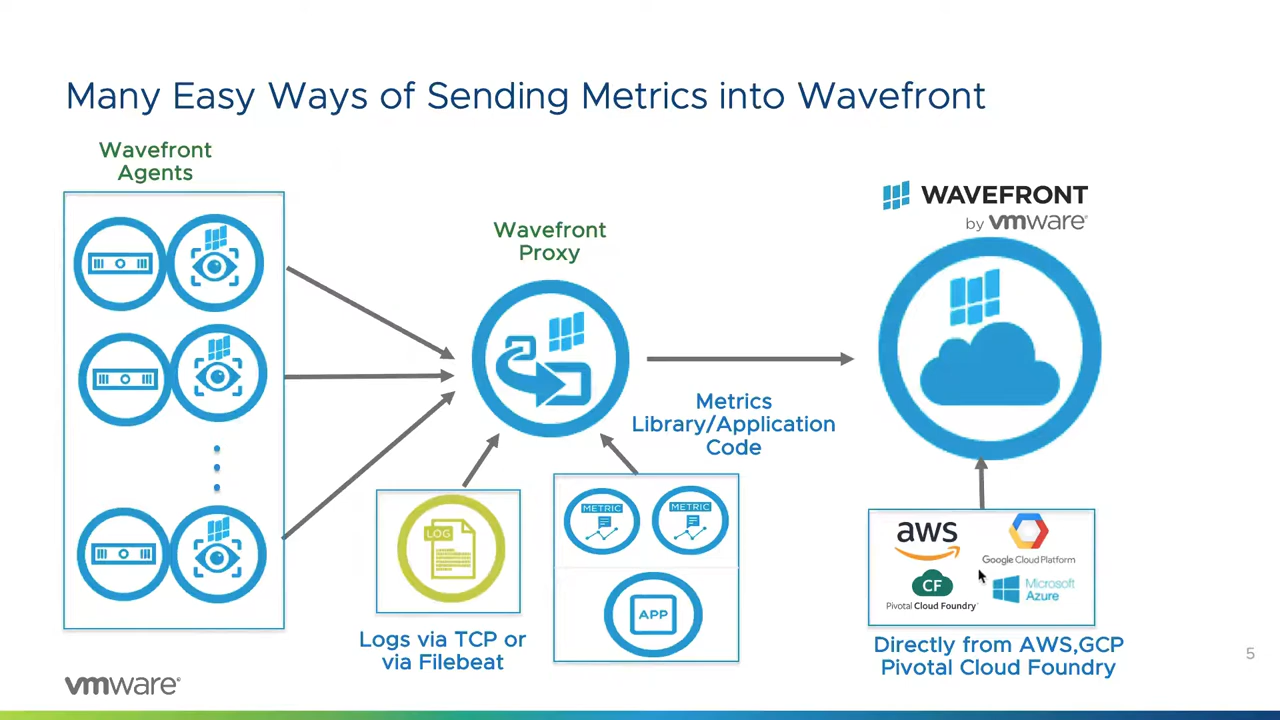 Many Easy Ways of Sending Metrics into Wavefront
Wavefront
Agents
Wavefront
Proxy
WAVEFRONT
by vmware®
Metrics
Library/Application
Code
LOG
METRIC
METRIC
APP
aws
Google Cloud Platform
CF
Pivotal Cloud Foundry
Microsoft
Azure
Logs via TCP or
via Filebeat
Directly from AWS,GCP
Pivotal Cloud Foundry
5
vmware®